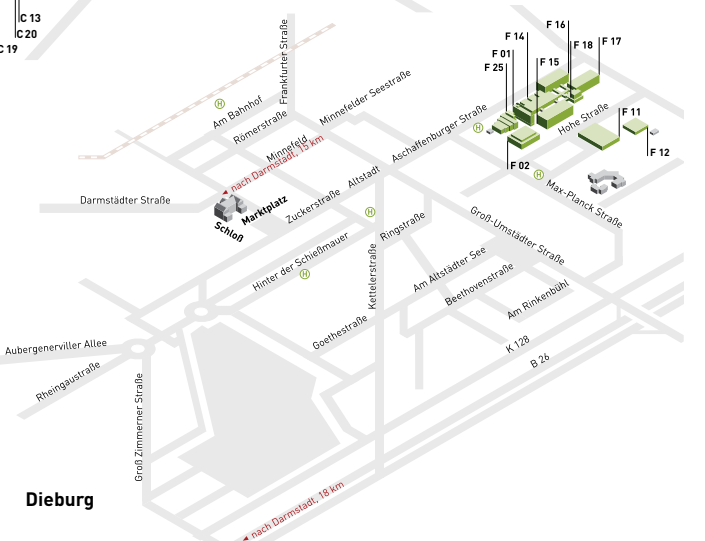 C 13
C 20
C 19
F 16
F 14
F 18
F 17
F 01
F 15
F 25
F 11
F 12
F 02
Frankfurter Straße
Am Bahnhof
Römerstraße
Minnefelder Seestraße
Minnefeld
nach Darmstadt, 15 km
Aschaffenburger Straße
Hohe Straße
Altstadt
Zuckerstraße
Darmstädter Straße
Marktplatz
Schloß
Max-Planck Straße
Groß-Umstädter Straße
Ringstraße
Hinter der Schießmauer
Kettelerstraße
Am Altstädter See
Beethovenstraße
Am Rinkenbühl
Goethestraße
K 128
B 26
Aubergenerviller Allee
Rheingaustraße
Groß Zimmerner Straße
Dieburg
nach Darmstadt, 18 km
H
H
H
H
H